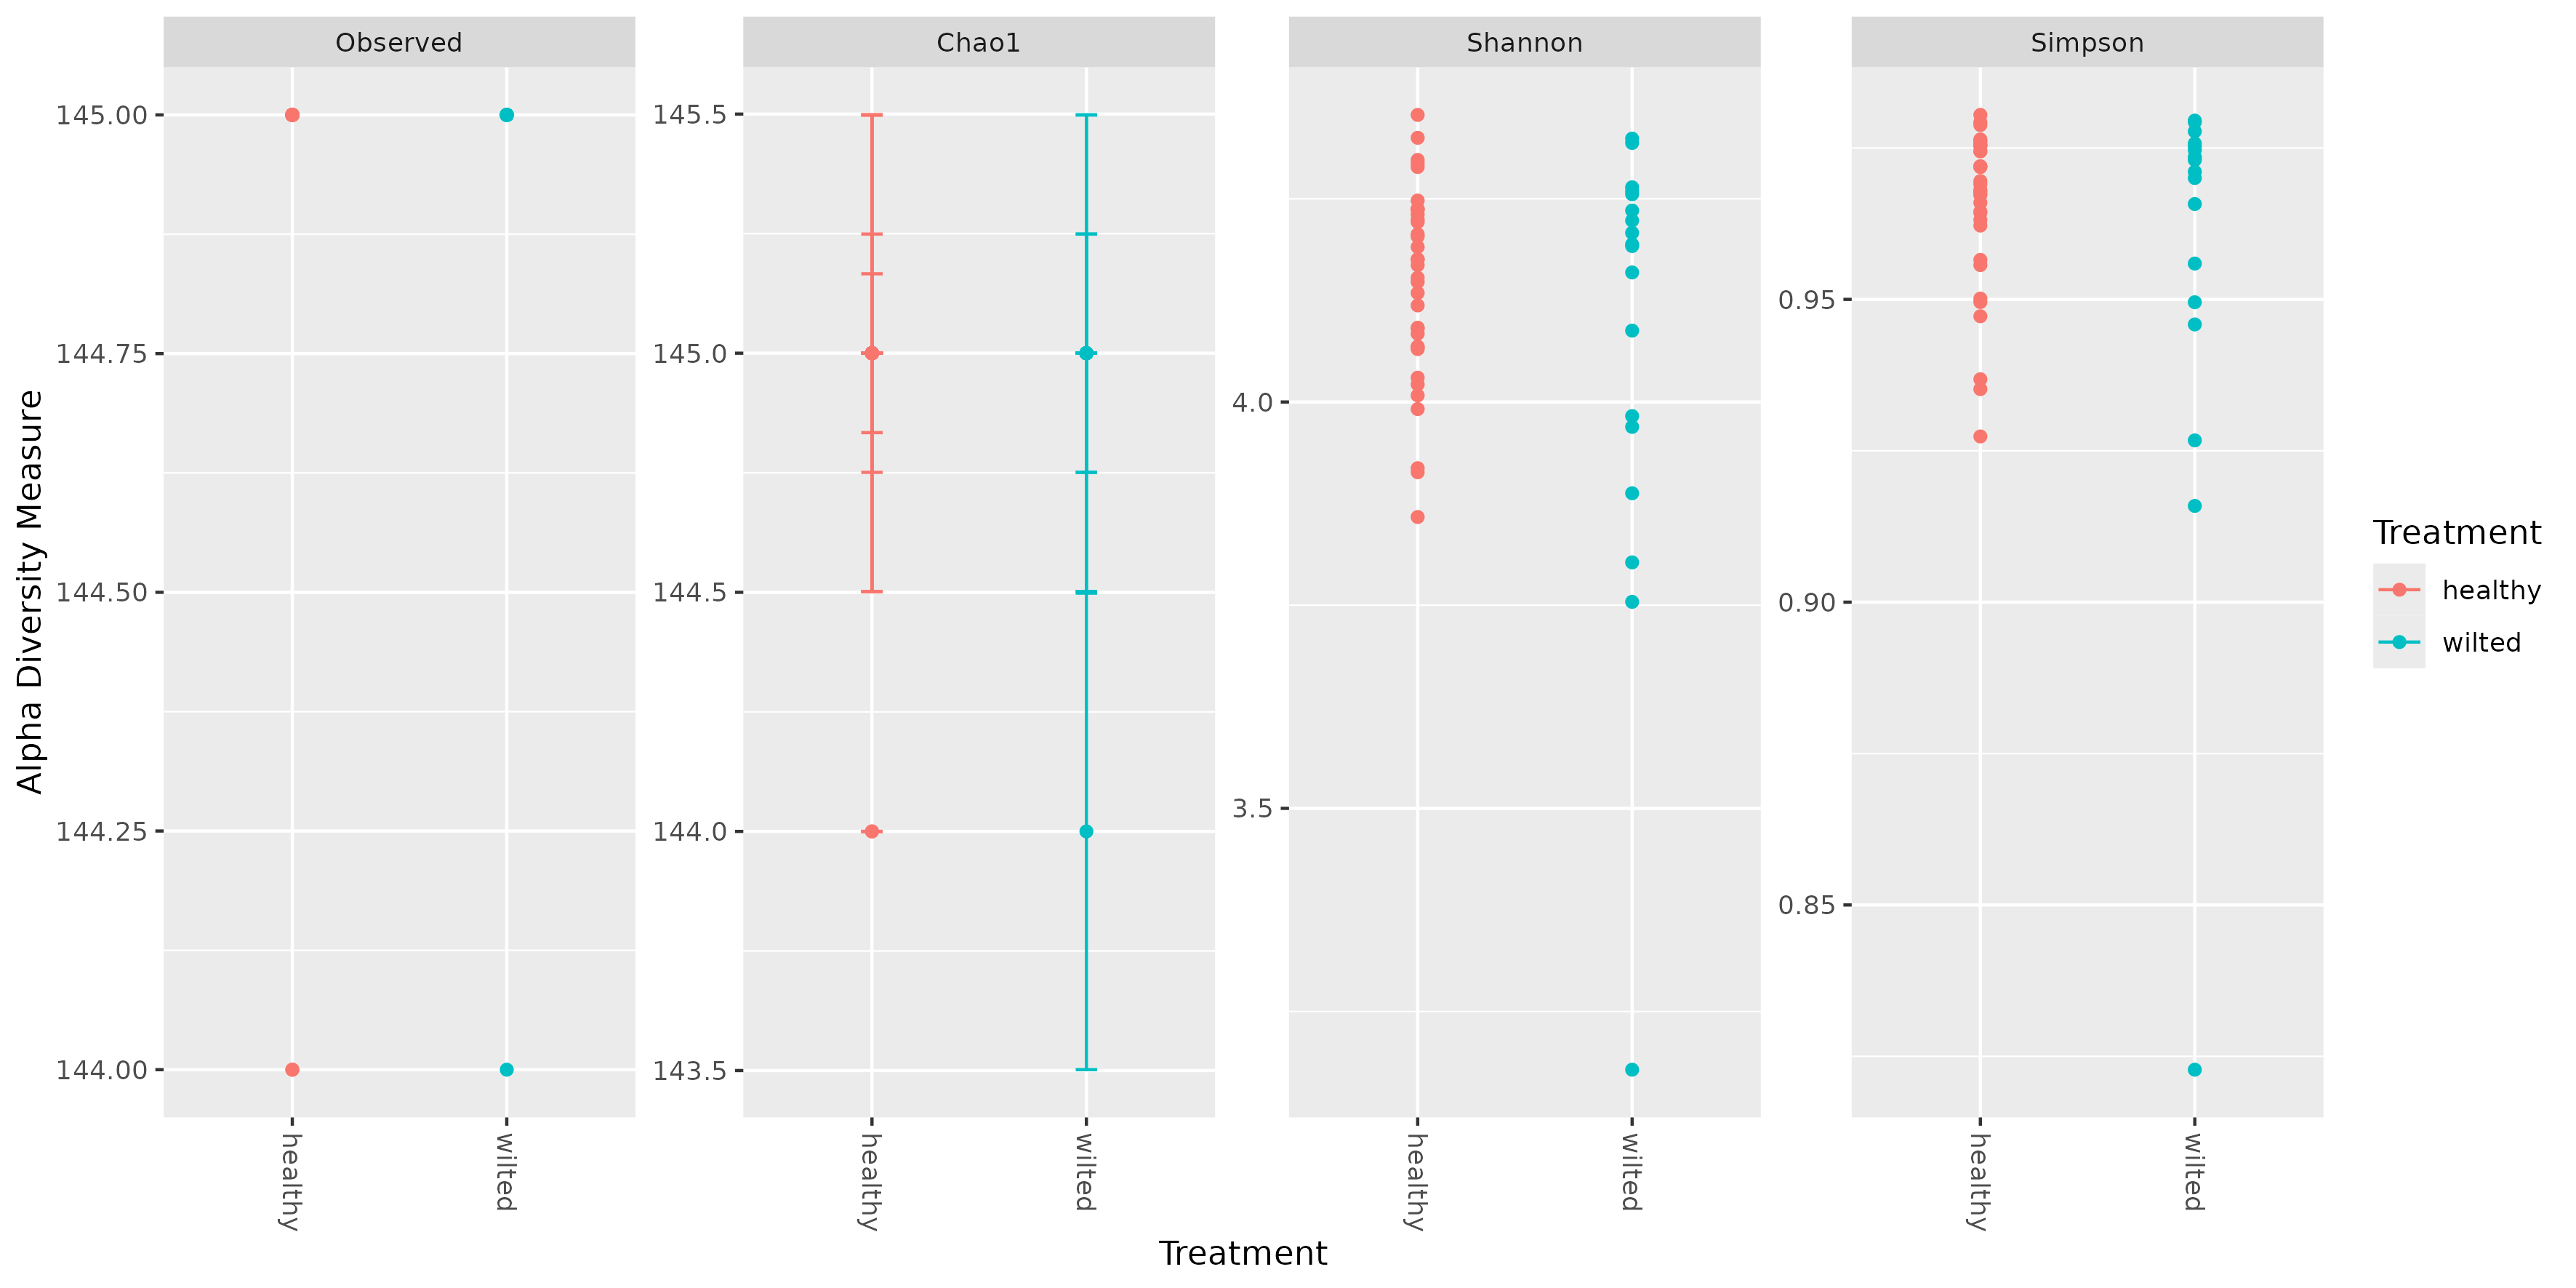 Observed
Chao1
Shannon
Simpson
Alpha Diversity Measure
145.00
144.75
144.50
144.25
144.00
145.5
145.0
144.5
144.0
143.5
4.0
3.5
0.95
0.90
0.85
healthy
wilted
healthy
wilted
healthy
wilted
healthy
wilted
Treatment
Treatment
healthy
wilted